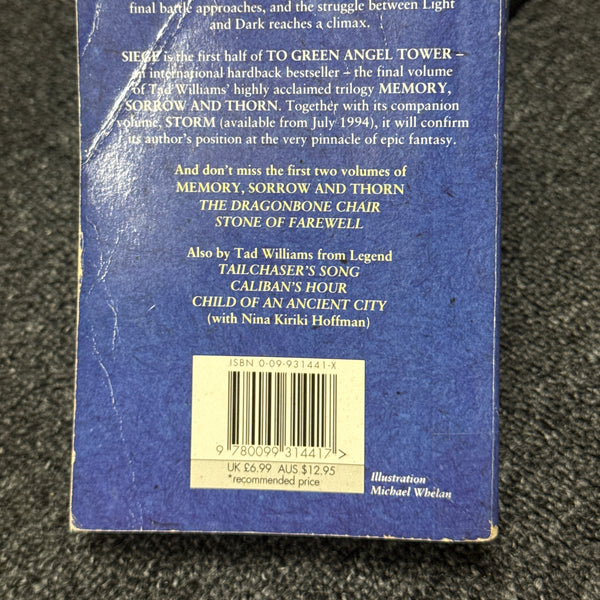 final battle approaches, and the struggle between Light
and Dark reaches a climax.
SIEGE is the first half of TO GREEN ANGEL TOWER –
an international hardback bestseller – the final volume
of Tad Williams' highly acclaimed trilogy MEMORY,
SORROW AND THORN. Together with its companion
volume, STORM (available from July 1994), it will confirm
its author's position at the very pinnacle of epic fantasy.
And don't miss the first two volumes of
MEMORY, SORROW AND THORN
THE DRAGONBONE CHAIR
STONE OF FAREWELL
Also by Tad Williams from Legend
TAILCHASER'S SONG
CALIBAN'S HOUR
CHILD OF AN ANCIENT CITY
(with Nina Kiriki Hoffman)
ISBN 0-09-931441-X
9 780099 314417 >
UK £6.99 AUS $12.95
*recommended price
Illustration
Michael Whelan